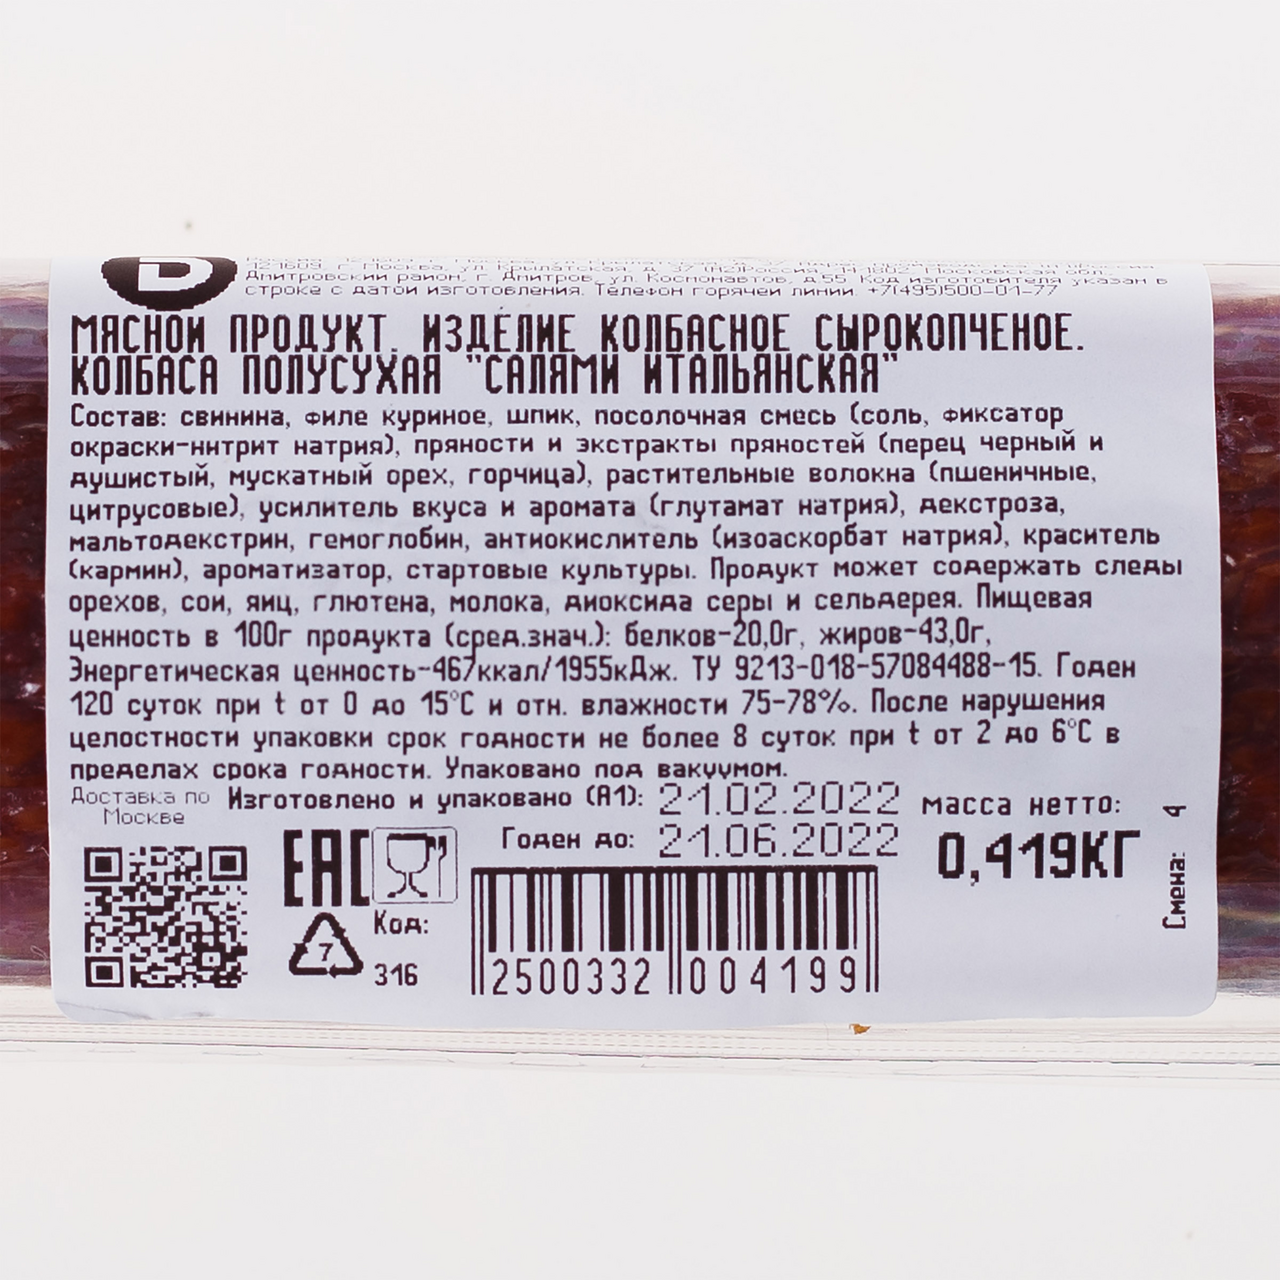 D
121609, г. Москва, ул. Крылатская, д. 37 Московская обл.,
Дмитровский район, г. Дмитров, ул. Космонавтов, д.55 Код изготовителя указан в
строке с датой изготовления. Телефон горячей линии. +7(495)500-01-77
МЯСНОЙ ПРОДУКТ. ИЗДЕЛИЕ КОЛБАСНОЕ СЫРОКОПЧЕНОЕ.
КОЛБАСА ПОЛУСУХАЯ "САЛЯМИ ИТАЛЬЯНСКАЯ"
Состав: свинина, филе куриное, шпик, посолочная смесь (соль, фиксатор
окраски-нитрит натрия), пряности и экстракты пряностей (перец черный и
душистый, мускатный орех, горчица), растительные волокна (пшеничные,
цитрусовые), усилитель вкуса и аромата (глутамат натрия), декстроза,
мальтодекстрин, гемоглобин, антиокислитель (изоаскорбат натрия), краситель
(кармин), ароматизатор, стартовые культуры. Продукт может содержать следы
орехов, сои, яиц, глютена, молока, диоксида серы и сельдерея. Пищевая
ценность в 100г продукта (сред.знач.): белков-20,0г, жиров-43,0г,
Энергетическая ценность-467ккал/1955кДж. ТУ 9213-018-57084488-15. Годен
120 суток при t от 0 до 15°С и отн. влажности 75-78%. После нарушения
целостности упаковки срок годности не более 8 суток при t от 2 до 6°С в
пределах срока годности. Упаковано под вакуумом.
Доставка по
Москве
Изготовлено и упаковано (А1): 21.02.2022
Годен до: 21.06.2022
масса нетто:
0,419КГ
Смена: 4
EAC
7
Код:
316
2500332 004199